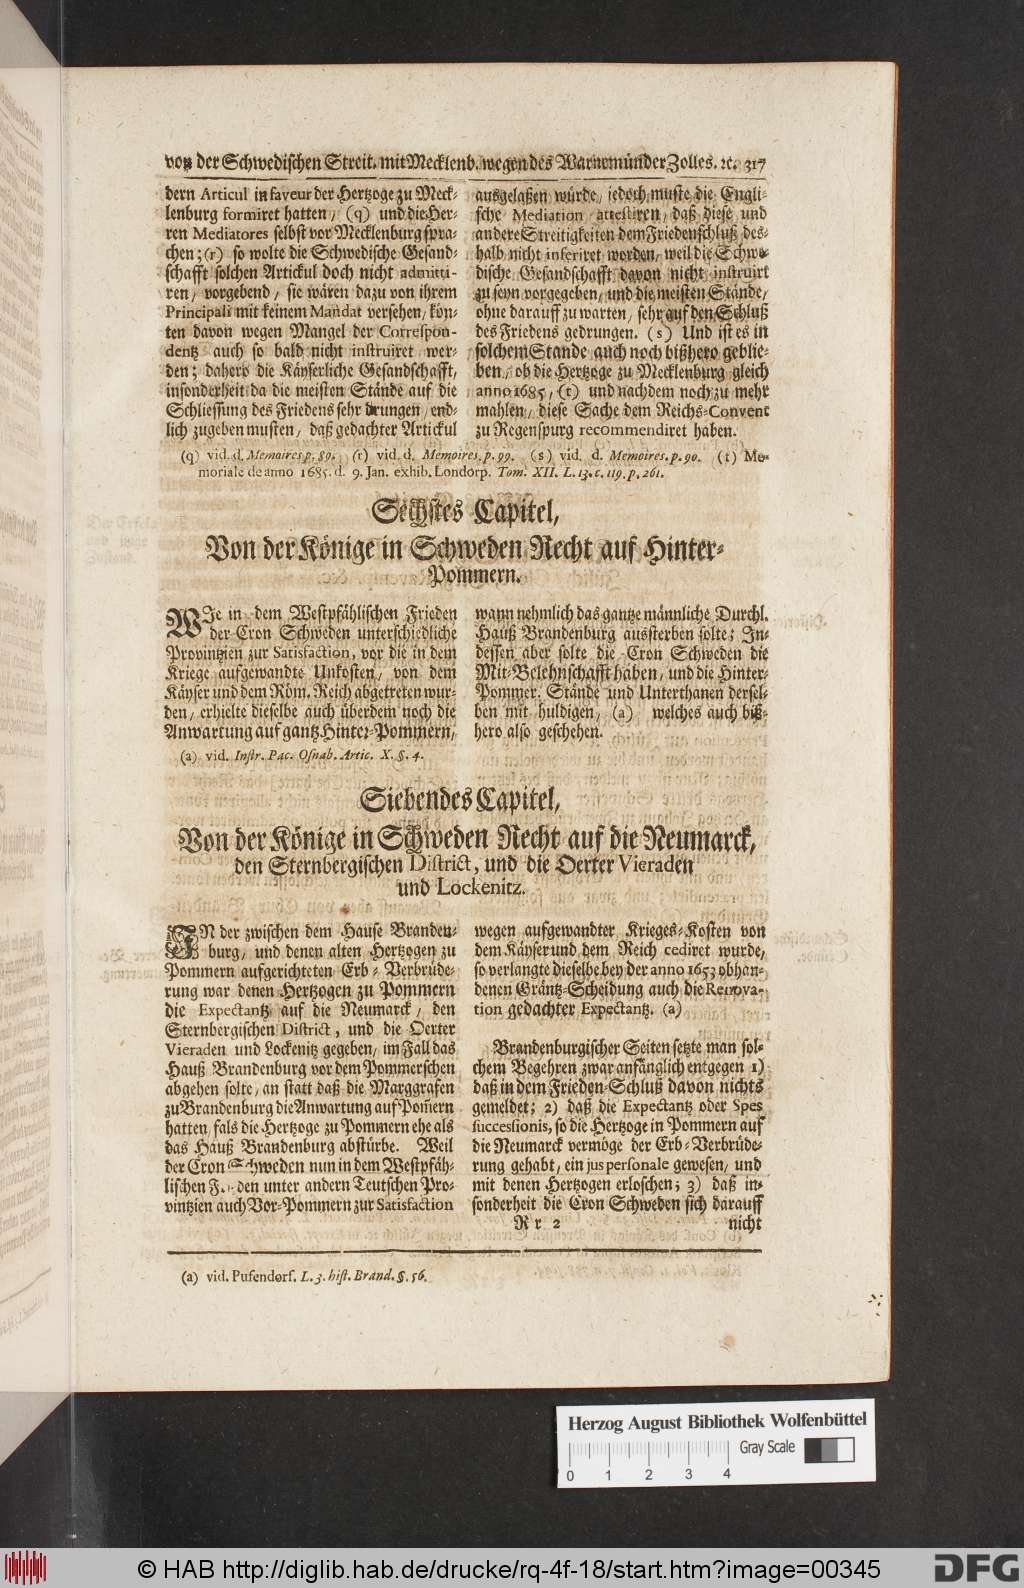 von der Schwedischen Streit. mit Mecklenb. wegen des Warnemünder Zolles. ꝛc. 317
dern Articul in faveur der Hertzoge zu Meck-
lenburg formiret hatten / (q) und die Her-
ren Mediatores selbst vor Mecklenburg spra-
chen; (r) so wolte die Schwedische Gesand-
schafft solchen Artickul doch nicht admitti-
ren / vorgebend / sie wären dazu von ihrem
Principali mit keinem Mandat versehen / kön-
ten davon wegen Mangel der Correspon-
dentz auch so bald nicht instruiret wer-
den; dahero die Käyserliche Gesandschafft,
insonderheit da die meisten Stände auf die
Schliessung des Friedens sehr drungen / end-
lich zugeben musten / daß gedachter Artickul
ausgelaßen würde / jedoch muste die Engli-
sche Mediation attestiren / daß diese und
andere Streitigkeiten dem Friedenschluß des-
halb nicht inseriret worden / weil die Schwe-
dische Gesandschafft davon nicht instruirt
zu seyn vorgegeben / und die meisten Stände /
ohne darauff zu warten / sehr auf den Schluß
des Friedens gedrungen. (s) Und ist es in
solchem Stande auch noch bißhero geblie-
ben / ob die Hertzoge zu Mecklenburg gleich
anno 1685, (t) und nachdem noch zu mehr
mahlen / diese Sache dem Reichs-Convent
zu Regenspurg recommendiret haben.
(q) vid. d. Memoires p. 89. (r) vid. d. Memoires. p. 99. (s) vid. d. Memoires. p. 90. (t) Me-
moriale de anno 1685. d. 9. Jan. exhib. Londorp. Tom. XII. L. 13. c. 119. p. 261.
Sechstes Capitel,
Von der Könige in Schweden Recht auf Hinter-
Pommern.
WJe in dem Westpfählischen Frieden
der Cron Schweden unterschiedliche
Provintzien zur Satisfaction, vor die in dem
Kriege aufgewandte Unkosten / von dem
Käyser und dem Röm. Reich abgetreten wur-
den / erhielte dieselbe auch überdem noch die
Anwartung auf gantz Hinter-Pommern /
wann nehmlich das gantze männliche Durchl.
Hauß Brandenburg aussterben solte; In-
dessen aber solte die Cron Schweden die
Mit-Belehnschafft haben / und die Hinter-
Pommer. Stände und Unterthanen dersel-
ben mit huldigen / (a) welches auch biß-
hero also geschehen.
(a) vid. Instr. Pac. Osnab. Artic. X. §. 4.
Siebendes Capitel,
Von der Könige in Schweden Recht auf die Neumarck,
den Sternbergischen District, und die Oerter Vieraden
und Lockenitz.
JN der zwischen dem Hause Branden-
burg, und denen alten Hertzogen zu
Pommern aufgerichteten Erb-Verbrüde-
rung war denen Hertzogen zu Pommern
die Expectantz auf die Neumarck / den
Sternbergischen District, und die Oerter
Vieraden und Lockenitz gegeben / im Fall das
Hauß Brandenburg vor dem Pommerschen
abgehen solte / an statt daß die Marggrafen
zu Brandenburg die Anwartung auf Pom̄ern
hatten / fals die Hertzoge zu Pommern ehe als
das Hauß Brandenburg abstürbe. Weil
der Cron Schweden nun in dem Westpfäh-
lischen den unter andern Teutschen Pro-
vintzien auch Vor-Pommern zur Satisfaction
wegen aufgewandter Krieges-Kosten von
dem Käyser und dem Reich cediret wurde,
so verlangte dieselbe bey der anno 1653 obhan-
denen Gräntz-Scheidung auch die Renova-
tion gedachter Expectantz. (a)
Brandenburgischer Seiten setzte man sol-
chem Begehren zwar anfänglich entgegen 1)
daß in dem Frieden-Schluß davon nichts
gemeldet; 2) daß die Expectantz oder Spes
successionis, so die Hertzoge in Pommern auf
die Neumarck vermöge der Erb-Verbrüde-
rung gehabt, ein jus personale gewesen / und
mit denen Hertzogen erloschen; 3) daß in-
sonderheit die Cron Schweden sich darauff
Rr 2 nicht
(a) vid. Pufendorf. L. 3. hist. Brand. §. 56.
Herzog August Bibliothek Wolfenbüttel
Gray Scale
0 1 2 3 4
© HAB http://diglib.hab.de/drucke/rq-4f-18/start.htm?image=00345
DFG